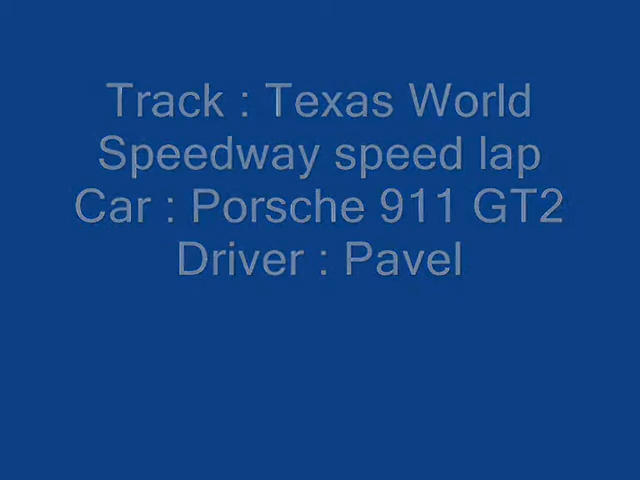 Track : Texas World
Speedway speed lap
Car : Porsche 911 GT2
Driver : Pavel